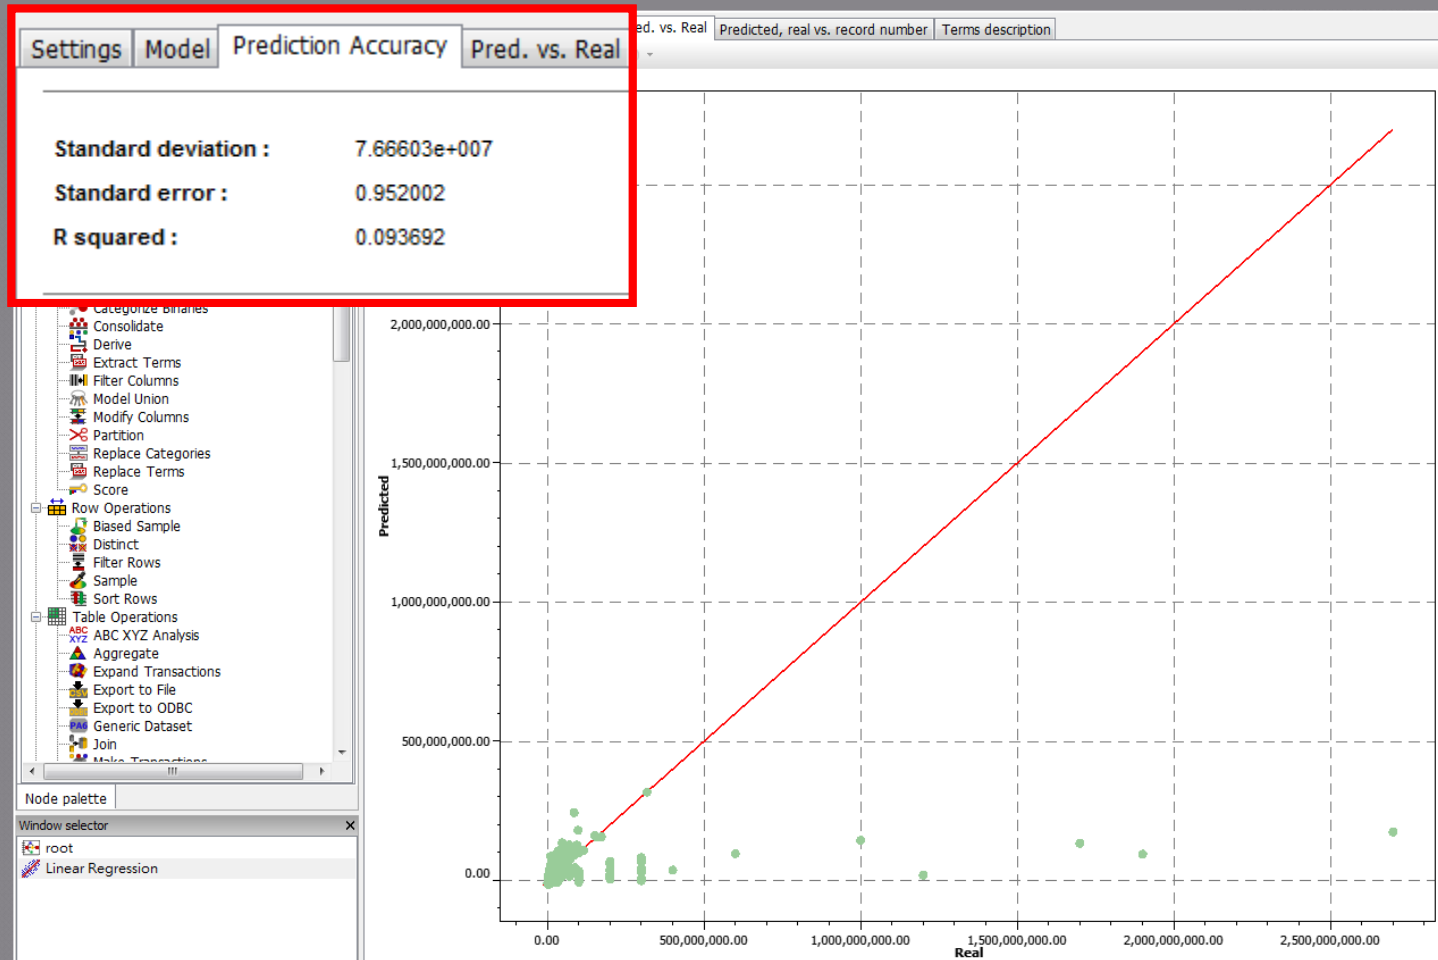 Settings Model Prediction Accuracy Pred. vs. Real
ed. vs. Real Predicted, real vs. record number Terms description
Standard deviation : 7.66603e+007
Standard error : 0.952002
R squared : 0.093692
Categorize Binaries
Consolidate
Derive
Extract Terms
Filter Columns
Model Union
Modify Columns
Partition
Replace Categories
Replace Terms
Score
Row Operations
Biased Sample
Distinct
Filter Rows
Sample
Sort Rows
Table Operations
ABC XYZ Analysis
Aggregate
Expand Transactions
Export to File
Export to ODBC
Generic Dataset
Join
Make Transactions
Node palette
Window selector
root
Linear Regression
2,000,000,000.00
1,500,000,000.00
1,000,000,000.00
500,000,000.00
0.00
Predicted
0.00 500,000,000.00 1,000,000,000.00 1,500,000,000.00 2,000,000,000.00 2,500,000,000.00
Real